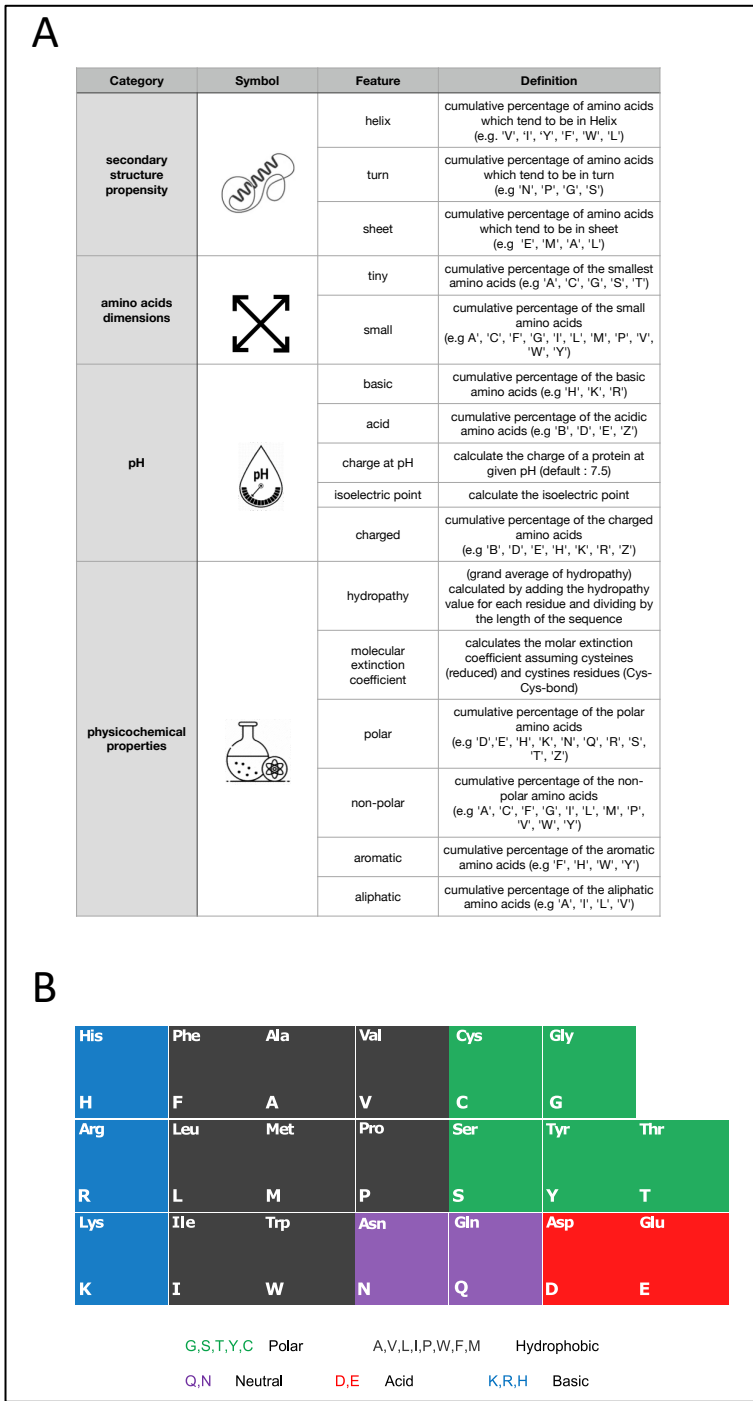 A
Category Symbol Feature Definition
secondary
structure
propensity
helix
cumulative percentage of amino acids
which tend to be in Helix
(e.g. 'V', 'I', 'Y', 'F', 'W', 'L')
turn
cumulative percentage of amino acids
which tend to be in turn
(e.g 'N', 'P', 'G', 'S')
sheet
cumulative percentage of amino acids
which tend to be in sheet
(e.g 'E', 'M', 'A', 'L')
amino acids
dimensions
tiny
cumulative percentage of the smallest
amino acids (e.g 'A', 'C', 'G', 'S', 'T')
small
cumulative percentage of the small
amino acids
(e.g A', 'C', 'F', 'G', 'I', 'L', 'M', 'P', 'V',
'W', 'Y')
pH
pH
basic
cumulative percentage of the basic
amino acids (e.g 'H', 'K', 'R')
acid
cumulative percentage of the acidic
amino acids (e.g 'B', 'D', 'E', 'Z')
charge at pH
calculate the charge of a protein at
given pH (default : 7.5)
isoelectric point
calculate the isoelectric point
charged
cumulative percentage of the charged
amino acids
(e.g 'B', 'D', 'E', 'H', 'K', 'R', 'Z')
physicochemical
properties
hydropathy
(grand average of hydropathy)
calculated by adding the hydropathy
value for each residue and dividing by
the length of the sequence
molecular
extinction
coefficient
calculates the molar extinction
coefficient assuming cysteines
(reduced) and cystines residues (Cys-
Cys-bond)
polar
cumulative percentage of the polar
amino acids
(e.g 'D','E', 'H', 'K', 'N', 'Q', 'R', 'S',
'T', 'Z')
non-polar
cumulative percentage of the non-
polar amino acids
(e.g 'A', 'C', 'F', 'G', 'I', 'L', 'M', 'P',
'V', 'W', 'Y')
aromatic
cumulative percentage of the aromatic
amino acids (e.g 'F', 'H', 'W', 'Y')
aliphatic
cumulative percentage of the aliphatic
amino acids (e.g 'A', 'I', 'L', 'V')
B
His Phe Ala Val Cys Gly
H F A V C G
Arg Leu Met Pro Ser Tyr Thr
R L M P S Y T
Lys Ile Trp Asn Gln Asp Glu
K I W N Q D E
G,S,T,Y,C Polar A,V,L,I,P,W,F,M Hydrophobic
Q,N Neutral D,E Acid K,R,H Basic